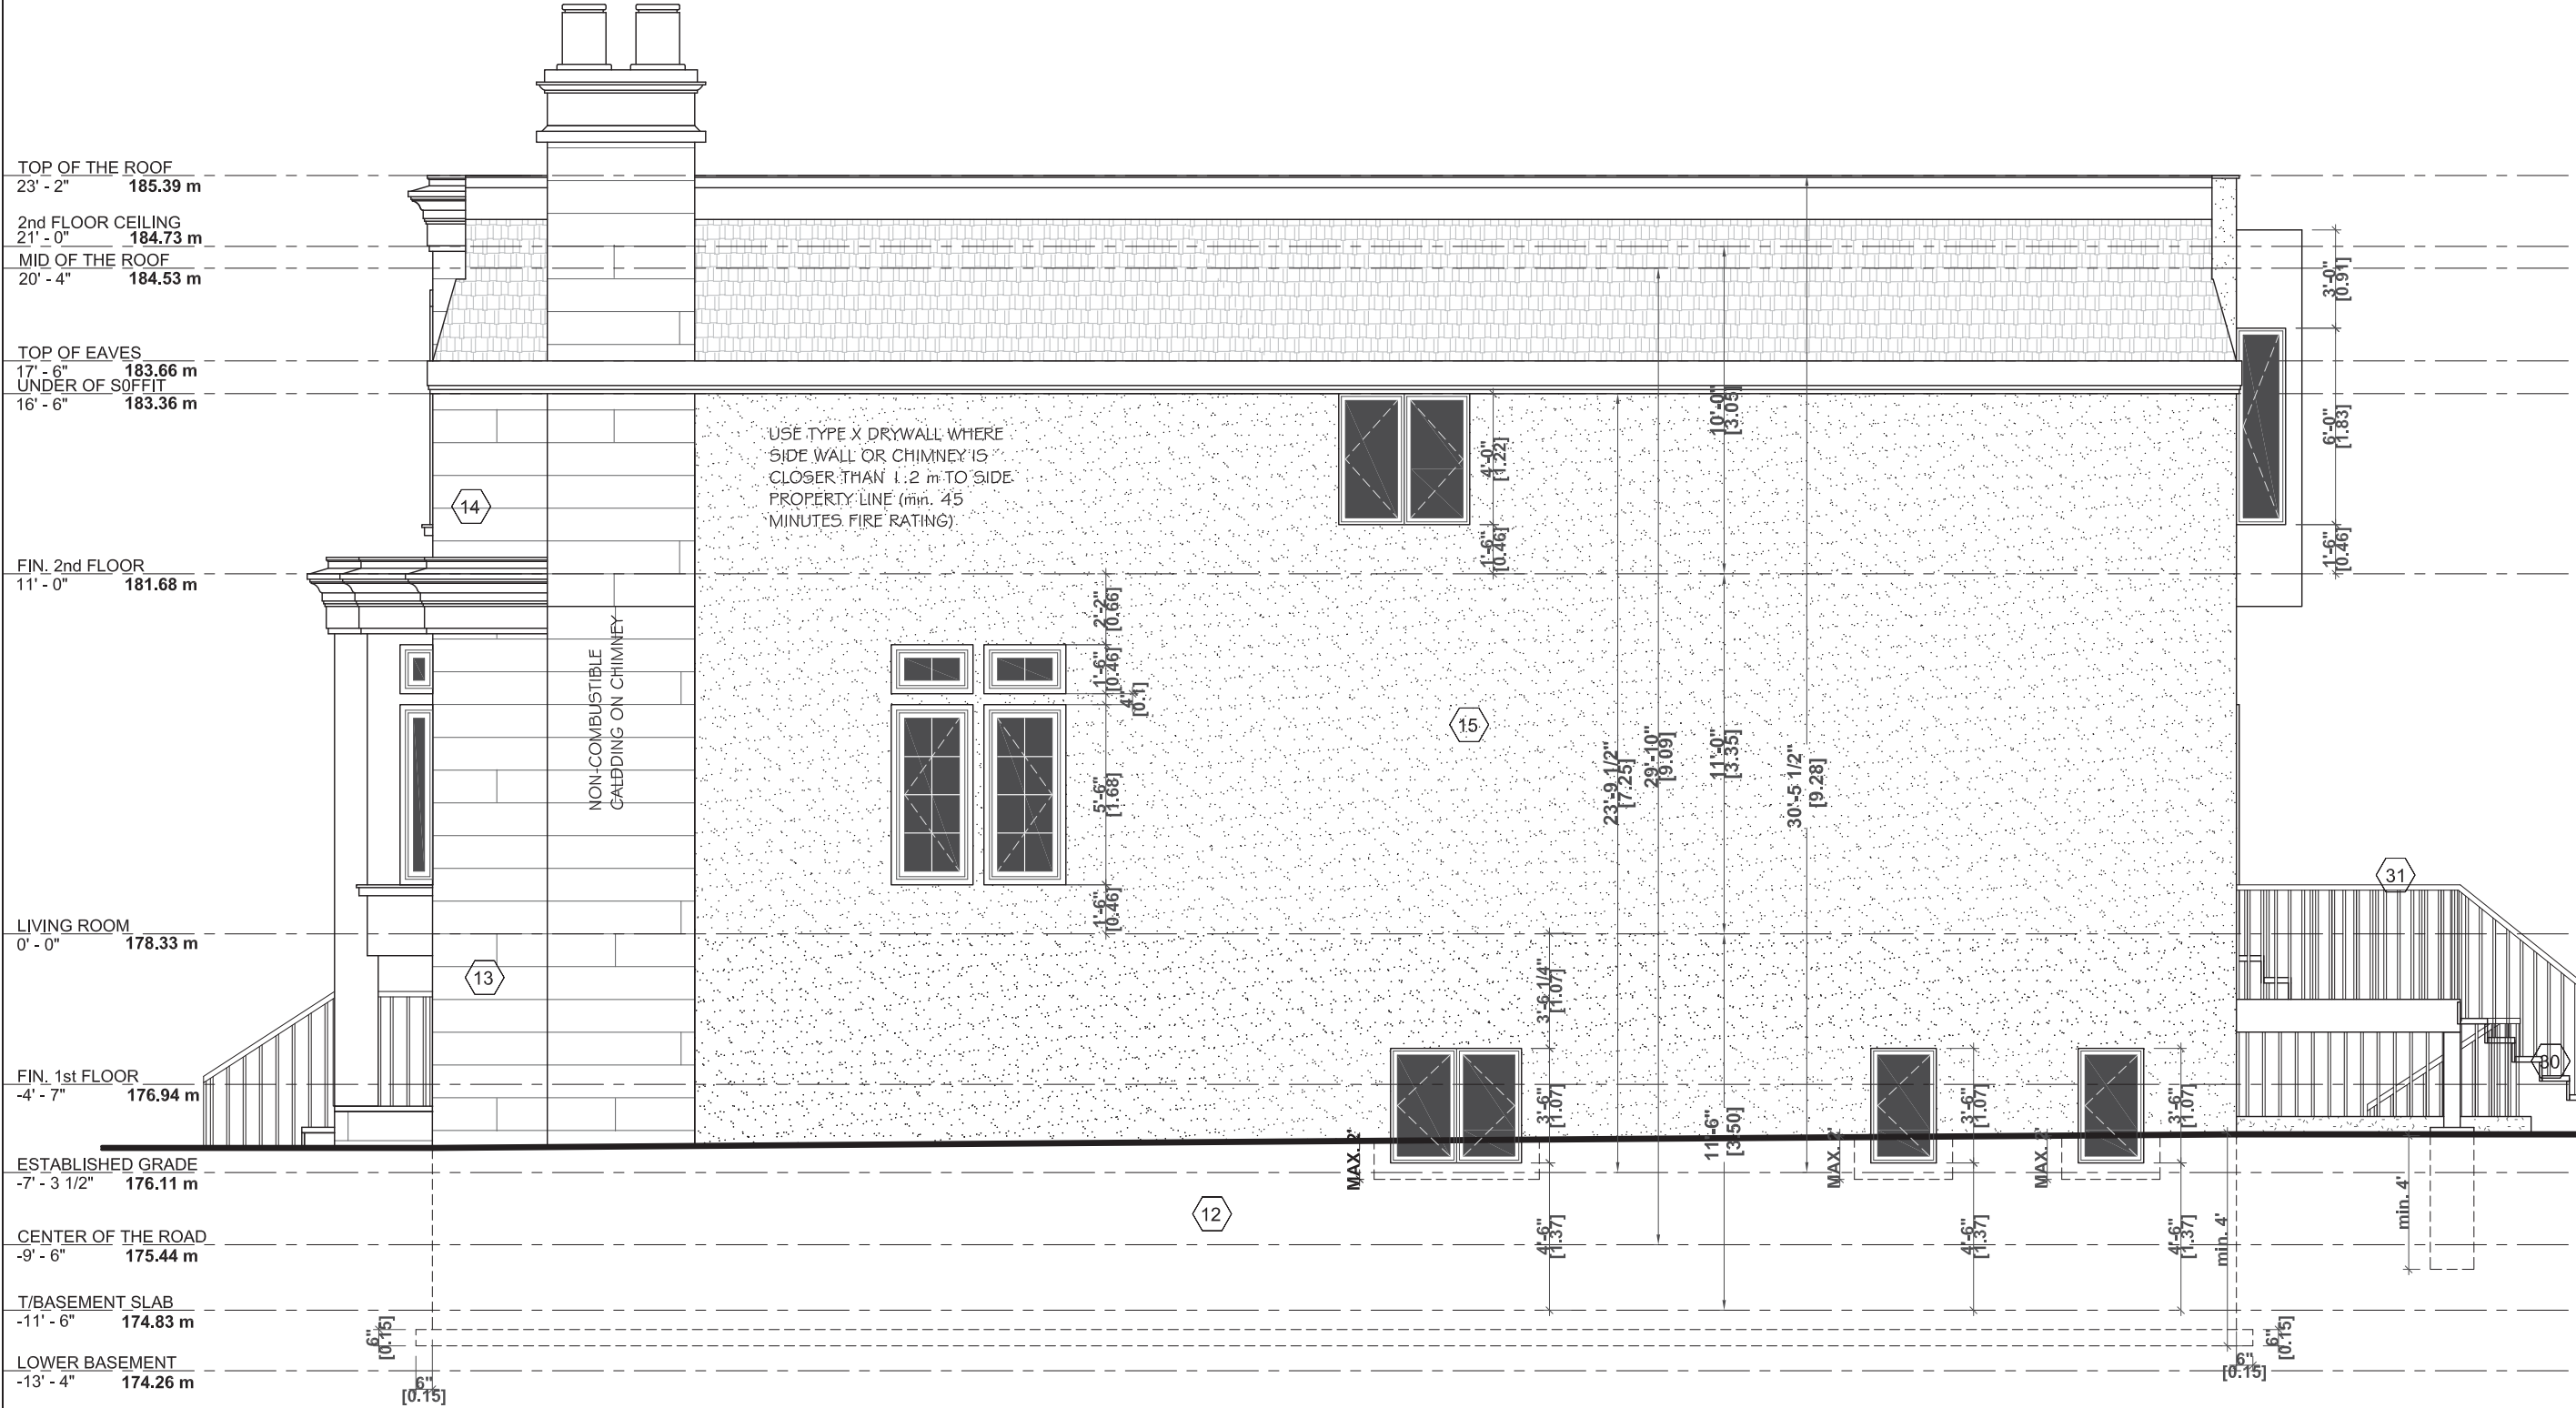 TOP OF THE ROOF
23' - 2" 185.39 m
2nd FLOOR CEILING
21' - 0" 184.73 m
MID OF THE ROOF
20' - 4" 184.53 m
TOP OF EAVES
17' - 6" 183.66 m
UNDER OF S0FFIT
16' - 6" 183.36 m
FIN. 2nd FLOOR
11' - 0" 181.68 m
LIVING ROOM
0' - 0" 178.33 m
FIN. 1st FLOOR
-4' - 7" 176.94 m
ESTABLISHED GRADE
-7' - 3 1/2" 176.11 m
CENTER OF THE ROAD
-9' - 6" 175.44 m
T/BASEMENT SLAB
-11' - 6" 174.83 m
LOWER BASEMENT
-13' - 4" 174.26 m
14
13
NON-COMBUSTIBLE
CALDDING ON CHIMNEY
USE TYPE X DRYWALL WHERE
SIDE WALL OR CHIMNEY IS
CLOSER THAN 1.2 m TO SIDE
PROPERTY LINE (min. 45
MINUTES FIRE RATING)
2'-2"
[0.66]
1'-6"
[0.46]
4"
[0.1]
5'-6"
[1.68]
1'-6"
[0.46]
4'-0"
[1.22]
1'-6"
[0.46]
15
23'-9 1/2"
[7.25]
29'-10"
[9.09]
10'-0"
[3.05]
11'-0"
[3.35]
11'-6"
[3.50]
30'-5 1/2"
[9.28]
3'-0"
[0.91]
6'-0"
[1.83]
1'-6"
[0.46]
31
30
3'-6 1/4"
[1.07]
3'-6"
[1.07]
4'-6"
[1.37]
MAX.2'
3'-6"
[1.07]
4'-6"
[1.37]
MAX.2'
3'-6"
[1.07]
4'-6"
[1.37]
MAX.2'
min. 4'
min. 4'
12
6"
[0.15]
6"
[0.15]
6"
[0.15]
6"
[0.15]